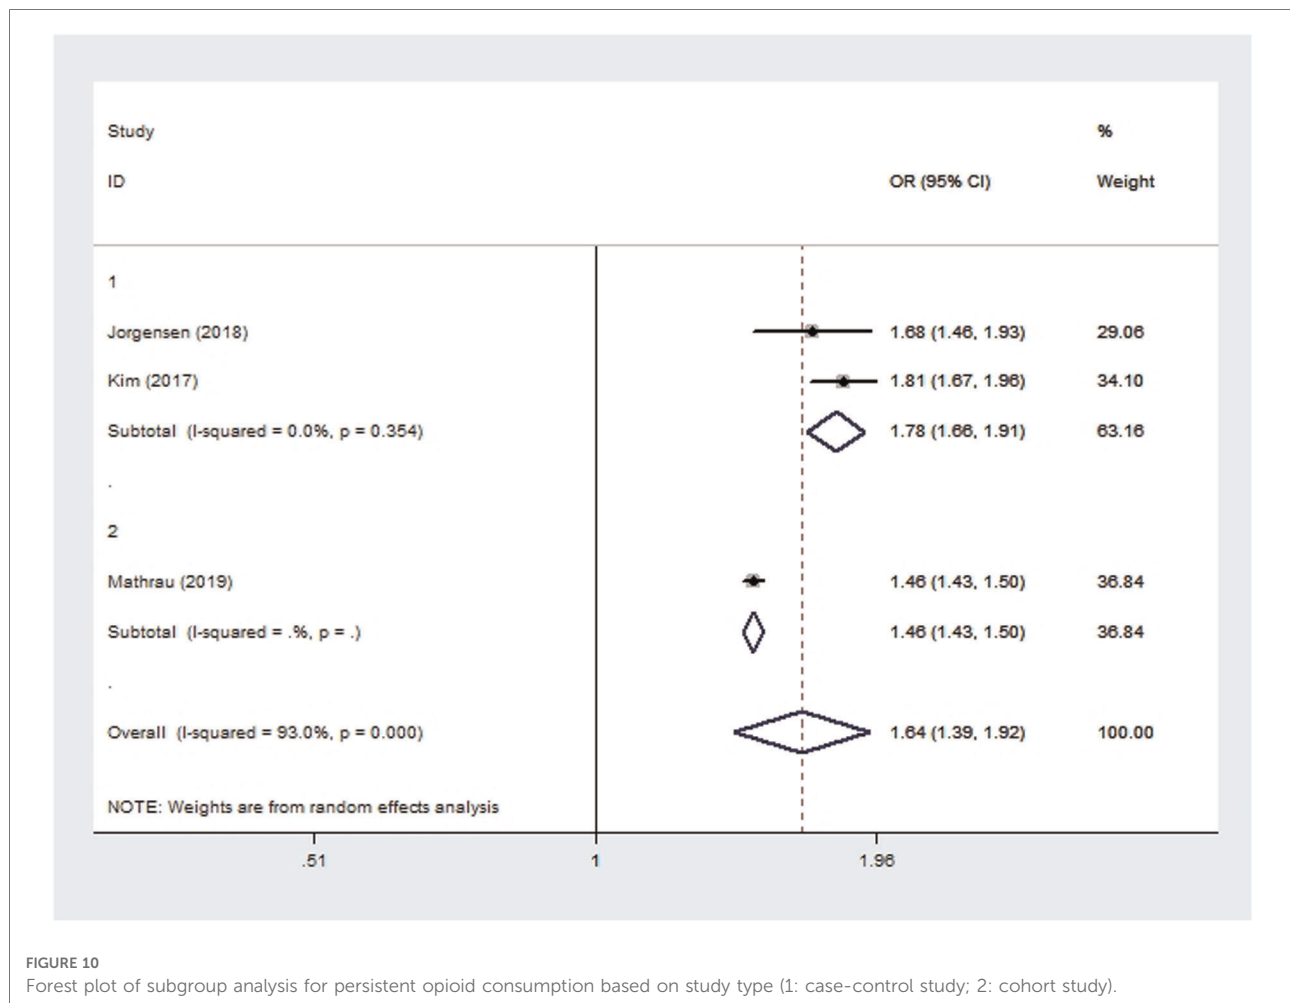 Study %
ID OR (95% CI) Weight
1
Jorgensen (2018) 1.68 (1.46, 1.93) 29.06
Kim (2017) 1.81 (1.67, 1.96) 34.10
Subtotal (I-squared = 0.0%, p = 0.354) 1.78 (1.66, 1.91) 63.16
.
2
Mathrau (2019) 1.46 (1.43, 1.50) 36.84
Subtotal (I-squared = .%, p = .) 1.46 (1.43, 1.50) 36.84
.
Overall (I-squared = 93.0%, p = 0.000) 1.64 (1.39, 1.92) 100.00
NOTE: Weights are from random effects analysis
.51 1 1.96
FIGURE 10
Forest plot of subgroup analysis for persistent opioid consumption based on study type (1: case-control study; 2: cohort study).